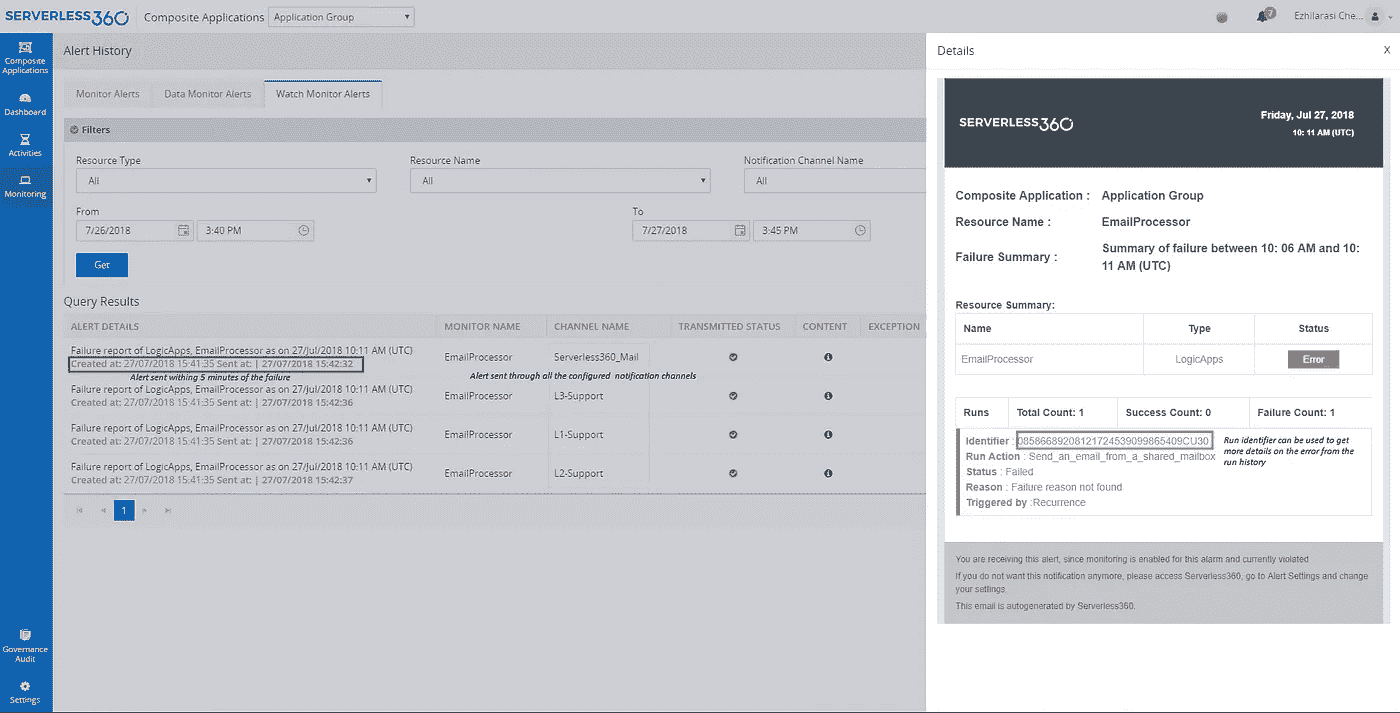 SERVERLESS360
Composite Applications
Application Group
7
Ezhilarasi Che...
Composite
Applications
Dashboard
Activities
Monitoring
Governance
Audit
Settings
Alert History
Monitor Alerts
Data Monitor Alerts
Watch Monitor Alerts
Filters
Resource Type
Resource Name
Notification Channel Name
All
All
All
From
To
7/26/2018
3:40 PM
7/27/2018
3:45 PM
Get
Query Results
ALERT DETAILS
MONITOR NAME
CHANNEL NAME
TRANSMITTED STATUS
CONTENT
EXCEPTION
Failure report of LogicApps, EmailProcessor as on 27/Jul/2018 10:11 AM (UTC)
Created at: 27/07/2018 15:41:35 Sent at: | 27/07/2018 15:42:32
EmailProcessor
Serverless360_Mail
Alert sent withing 5 minutes of the failure
Alert sent through all the configured notification channels
Failure report of LogicApps, EmailProcessor as on 27/Jul/2018 10:11 AM (UTC)
Created at: 27/07/2018 15:41:35 Sent at: | 27/07/2018 15:42:36
EmailProcessor
L3-Support
Failure report of LogicApps, EmailProcessor as on 27/Jul/2018 10:11 AM (UTC)
Created at: 27/07/2018 15:41:35 Sent at: | 27/07/2018 15:42:36
EmailProcessor
L1-Support
Failure report of LogicApps, EmailProcessor as on 27/Jul/2018 10:11 AM (UTC)
Created at: 27/07/2018 15:41:35 Sent at: | 27/07/2018 15:42:37
EmailProcessor
L2-Support
1
Details
X
SERVERLESS360
Friday, Jul 27, 2018
10: 11 AM (UTC)
Composite Application : Application Group
Resource Name : EmailProcessor
Failure Summary : Summary of failure between 10: 06 AM and 10:
11 AM (UTC)
Resource Summary:
Name
Type
Status
EmailProcessor
LogicApps
Error
Runs
Total Count: 1
Success Count: 0
Failure Count: 1
Identifier : 08586689208121724539099865409CU30
Run Action : Send_an_email_from_a_shared_mailbox
Status : Failed
Reason : Failure reason not found
Triggered by :Recurrence
Run identifier can be used to get
more details on the error from the
run history
You are receiving this alert, since monitoring is enabled for this alarm and currently violated
If you do not want this notification anymore, please access Serverless360, go to Alert Settings and change
your settings.
This email is autogenerated by Serverless360.